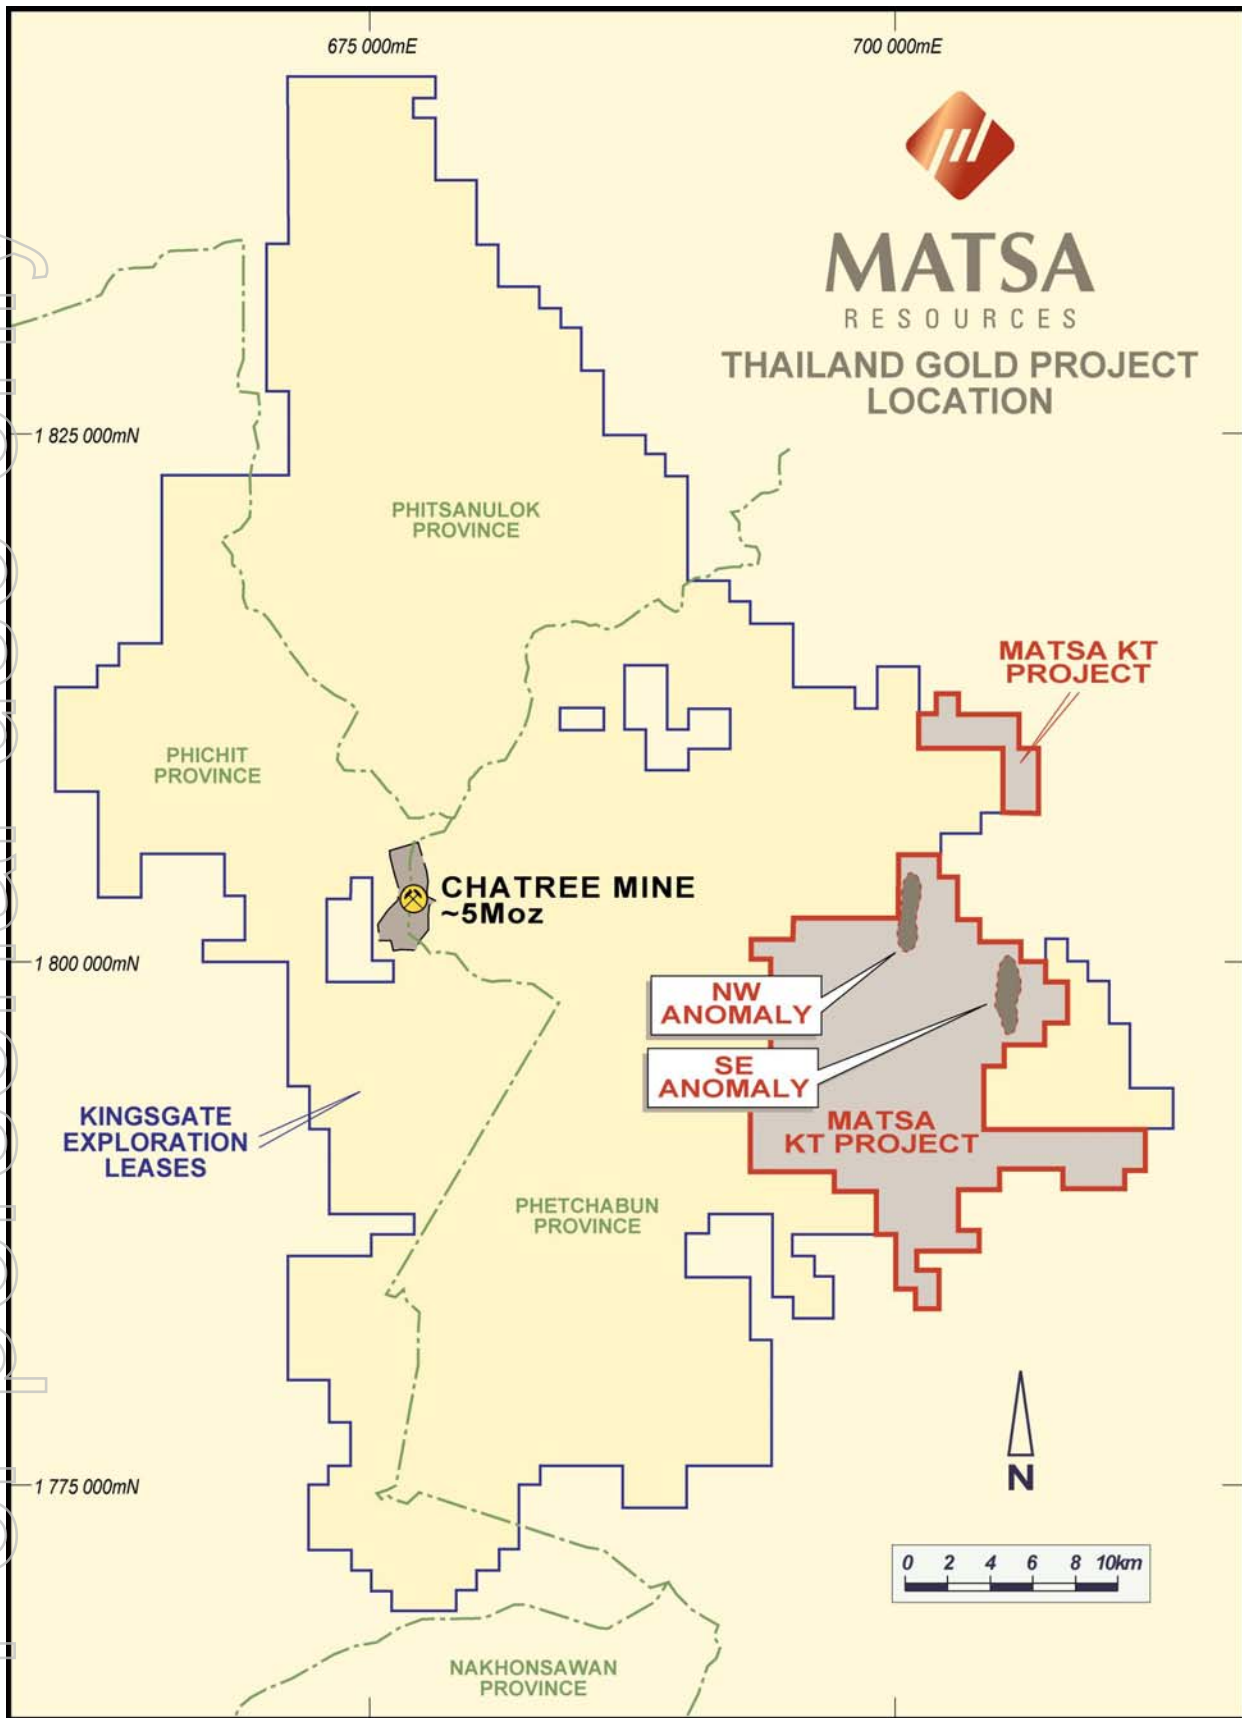 675 000mE
700 000mE
MATSA
RESOURCES
THAILAND GOLD PROJECT
LOCATION
1 825 000mN
PHITSANULOK
PROVINCE
MATSA KT
PROJECT
PHICHIT
PROVINCE
CHATREE MINE
~5Moz
1 800 000mN
NW
ANOMALY
SE
ANOMALY
MATSA
KT PROJECT
KINGSGATE
EXPLORATION
LEASES
PHETCHABUN
PROVINCE
1 775 000mN
N
0 2 4 6 8 10km
NAKHONSAWAN
PROVINCE